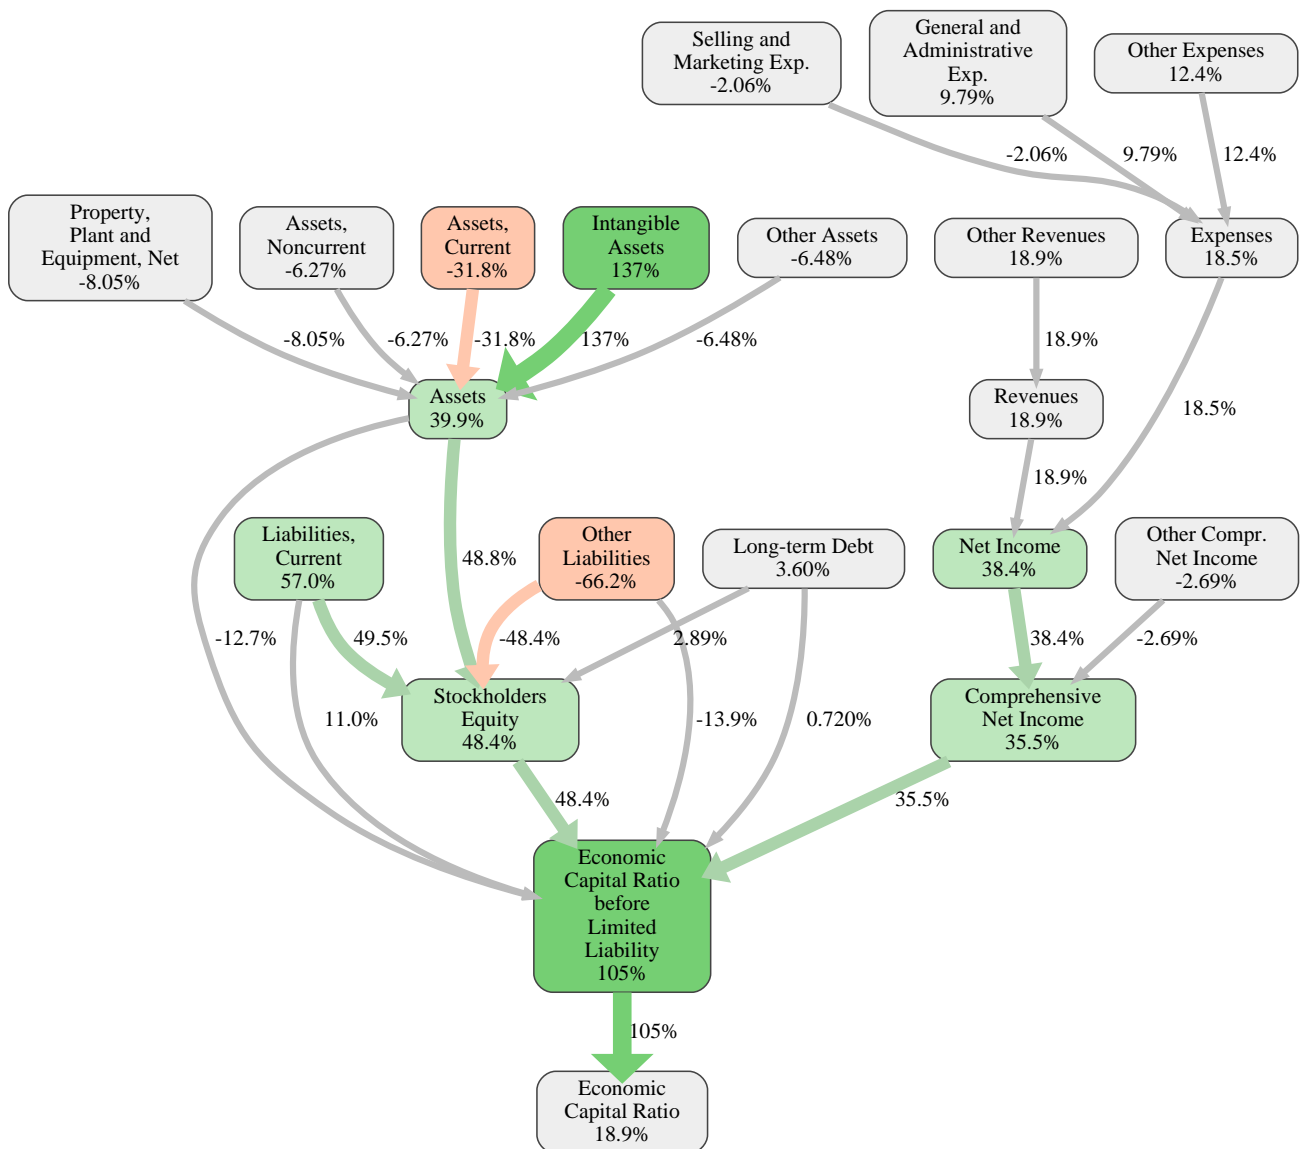 Selling and
Marketing Exp.
-2.06%
General and
Administrative
Exp.
9.79%
Other Expenses
12.4%
-2.06%
9.79%
12.4%
Property,
Plant and
Equipment, Net
-8.05%
Assets,
Noncurrent
-6.27%
Assets,
Current
-31.8%
Intangible
Assets
137%
Other Assets
-6.48%
Other Revenues
18.9%
Expenses
18.5%
-8.05%
-6.27%
-31.8%
137%
-6.48%
18.9%
Assets
39.9%
Revenues
18.9%
18.5%
18.9%
Liabilities,
Current
57.0%
48.8%
Other
Liabilities
-66.2%
Long-term Debt
3.60%
Net Income
38.4%
Other Compr.
Net Income
-2.69%
-12.7%
49.5%
-48.4%
2.89%
38.4%
-2.69%
11.0%
Stockholders
Equity
48.4%
-13.9%
0.720%
Comprehensive
Net Income
35.5%
48.4%
35.5%
Economic
Capital Ratio
before
Limited
Liability
105%
105%
Economic
Capital Ratio
18.9%